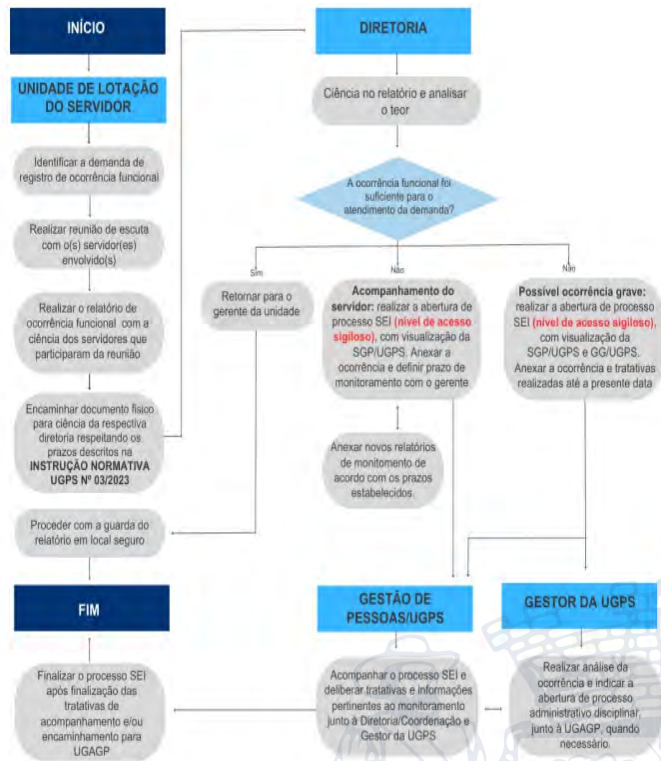 INÍCIO
UNIDADE DE LOTAÇÃO
DO SERVIDOR
Identificar a demanda de
registro de ocorrência funcional
Realizar reunião de escuta
com o(s) servidor(es)
envolvido(s)
Realizar o relatório de
ocorrência funcional com a
ciência dos servidores que
participaram da reunião
Encaminhar documento físico
para ciência da respectiva
diretoria respeitando os
prazos descritos na
INSTRUÇÃO NORMATIVA
UGPS Nº 03/2023
Proceder com a guarda do
relatório em local seguro
FIM
Finalizar o processo SEI
após finalização das
tratativas de
acompanhamento e/ou
encaminhamento para
UGAGP
DIRETORIA
Ciência no relatório e analisar
o teor
A ocorrência funcional foi
suficiente para o
atendimento da demanda?
Sim
Retornar para o
gerente da unidade
Não
Acompanhamento do
servidor: realizar a abertura de
processo SEI (nível de acesso
sigiloso), com visualização da
SGP/UGPS. Anexar a
ocorrência e definir prazo de
monitoramento com o gerente
Anexar novos relatórios
de monitomento de
acordo com os prazos
estabelecidos.
Não
Possível ocorrência grave:
realizar a abertura de processo
SEI (nível de acesso sigiloso),
com visualização da
SGP/UGPS e GG/UGPS.
Anexar a ocorrência e tratativas
realizadas até a presente data
GESTÃO DE
PESSOAS/UGPS
Acompanhar o processo SEI e
deliberar tratativas e informações
pertinentes ao monitoramento
junto à Diretoria/Coordenação e
Gestor da UGPS
GESTOR DA UGPS
Realizar análise da
ocorrência e indicar a
abertura de processo
administrativo disciplinar,
junto à UGAGP, quando
necessário.